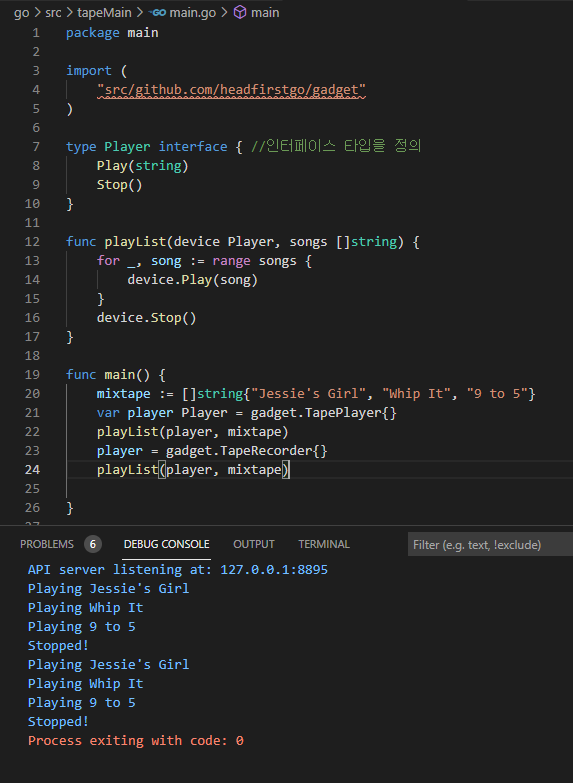 go > src > tapeMain > main.go > main
1 package main
2
3 import (
4 "src/github.com/headfirstgo/gadget"
5 )
6
7 type Player interface { //인터페이스 타입을 정의
8 Play(string)
9 Stop()
10 }
11
12 func playList(device Player, songs []string) {
13 for _, song := range songs {
14 device.Play(song)
15 }
16 device.Stop()
17 }
18
19 func main() {
20 mixtape := []string{"Jessie's Girl", "Whip It", "9 to 5"}
21 var player Player = gadget.TapePlayer{}
22 playList(player, mixtape)
23 player = gadget.TapeRecorder{}
24 playList(player, mixtape)
25
26 }
27
PROBLEMS 6 DEBUG CONSOLE OUTPUT TERMINAL Filter (e.g. text, !exclude)
API server listening at: 127.0.0.1:8895
Playing Jessie's Girl
Playing Whip It
Playing 9 to 5
Stopped!
Playing Jessie's Girl
Playing Whip It
Playing 9 to 5
Stopped!
Process exiting with code: 0